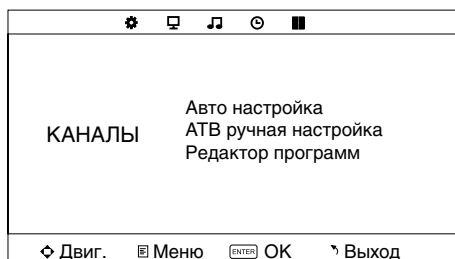 Авто настройка
КАНАЛЫ
АТВ ручная настройка
Редактор программ
Двиг. Меню ENTER OK Выход